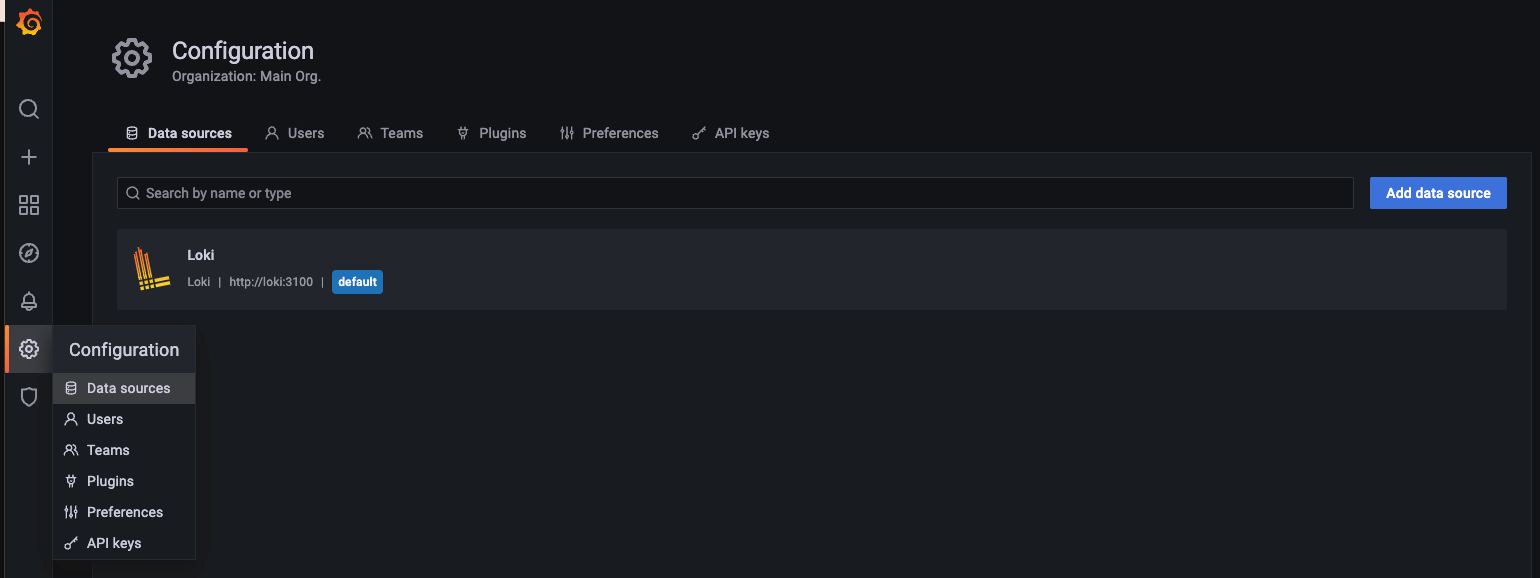 Configuration
Organization: Main Org.
Data sources Users Teams Plugins Preferences API keys
Search by name or type Add data source
Loki
Loki | http://loki:3100 | default
Configuration
Data sources
Users
Teams
Plugins
Preferences
API keys